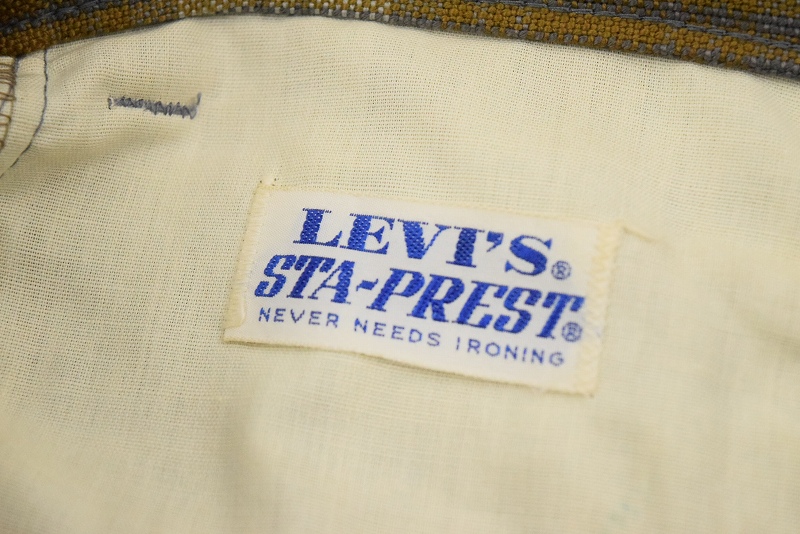 LEVI'S®
STA-PREST®
NEVER NEEDS IRONING